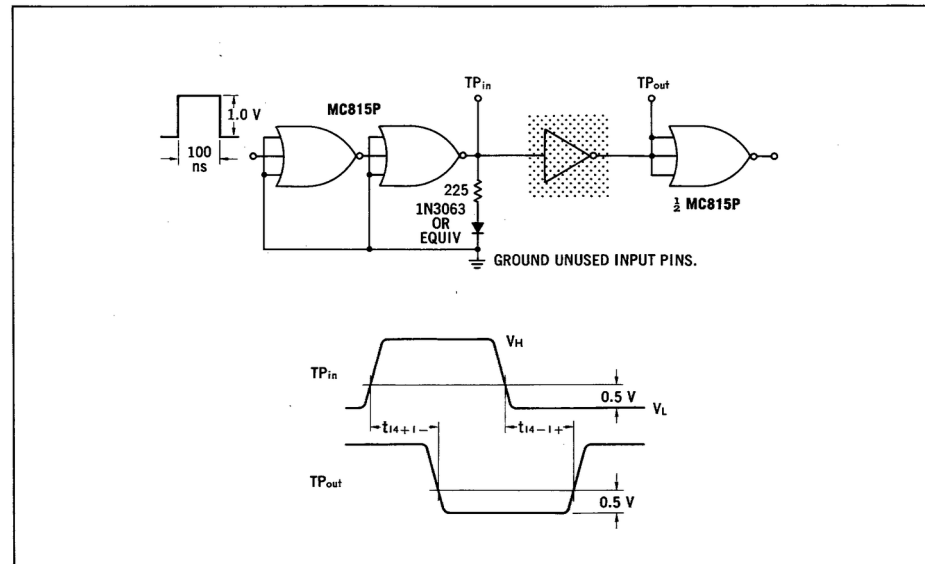 TPin
TPout
MC815P
1.0 V
100
ns
225
1N3063
OR
EQUIV
½ MC815P
GROUND UNUSED INPUT PINS.
VH
TPin
0.5 V
VL
t14+1–
t14–1+
TPout
0.5 V